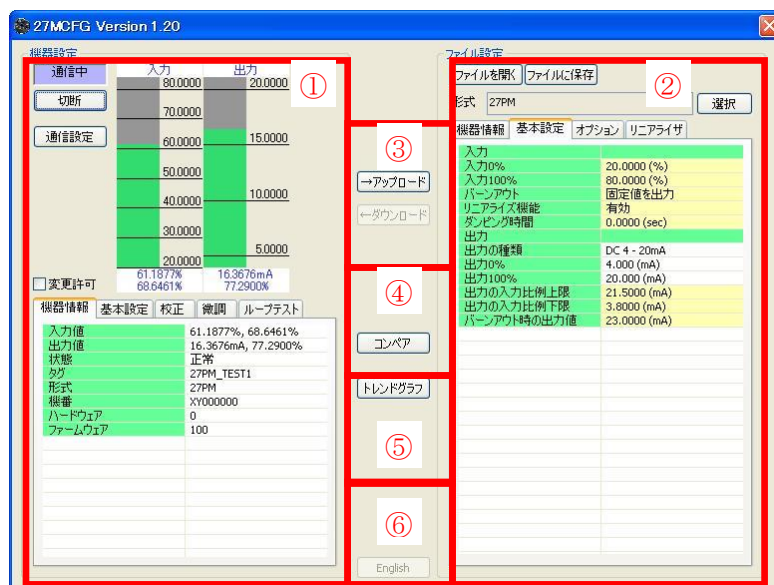 27MCFG Version 1.20
機器設定
通信中
切断
通信設定
入力
出力
80.0000
20.0000
70.0000
60.0000
15.0000
50.0000
40.0000
10.0000
30.0000
5.0000
20.0000
61.1877%
16.3676mA
68.6461%
77.2900%
変更許可
①
機器情報 基本設定 校正 微調 ループテスト
入力値 61.1877%, 68.6461%
出力値 16.3676mA, 77.2900%
状態 正常
タグ 27PM_TEST1
形式 27PM
機番 XY000000
ハードウェア 0
ファームウェア 100
③
→アップロード
←ダウンロード
④
コンペア
トレンドグラフ
⑤
⑥
English
ファイル設定
ファイルを開く ファイルに保存
②
形式 27PM 選択
機器情報 基本設定 オプション リニアライザ
入力
入力0% 20.0000 (%)
入力100% 80.0000 (%)
バーンアウト 固定値を出力
リニアライズ機能 有効
ダンピング時間 0.0000 (sec)
出力
出力の種類 DC 4 - 20mA
出力0% 4.000 (mA)
出力100% 20.000 (mA)
出力の入力比例上限 21.5000 (mA)
出力の入力比例下限 3.8000 (mA)
バーンアウト時の出力値 23.0000 (mA)